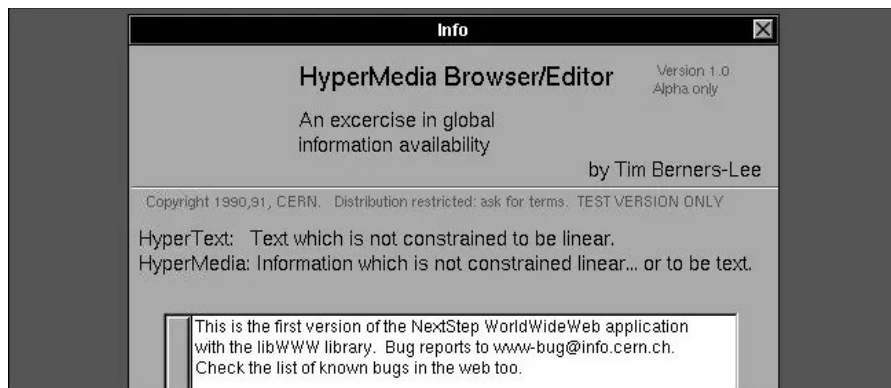 Info
HyperMedia Browser/Editor
Version 1.0
Alpha only
An excercise in global
information availability
by Tim Berners-Lee
Copyright 1990,91, CERN. Distribution restricted: ask for terms. TEST VERSION ONLY
HyperText: Text which is not constrained to be linear.
HyperMedia: Information which is not constrained linear... or to be text.
This is the first version of the NextStep WorldWideWeb application
with the libWWW library. Bug reports to www-bug@info.cern.ch.
Check the list of known bugs in the web too.